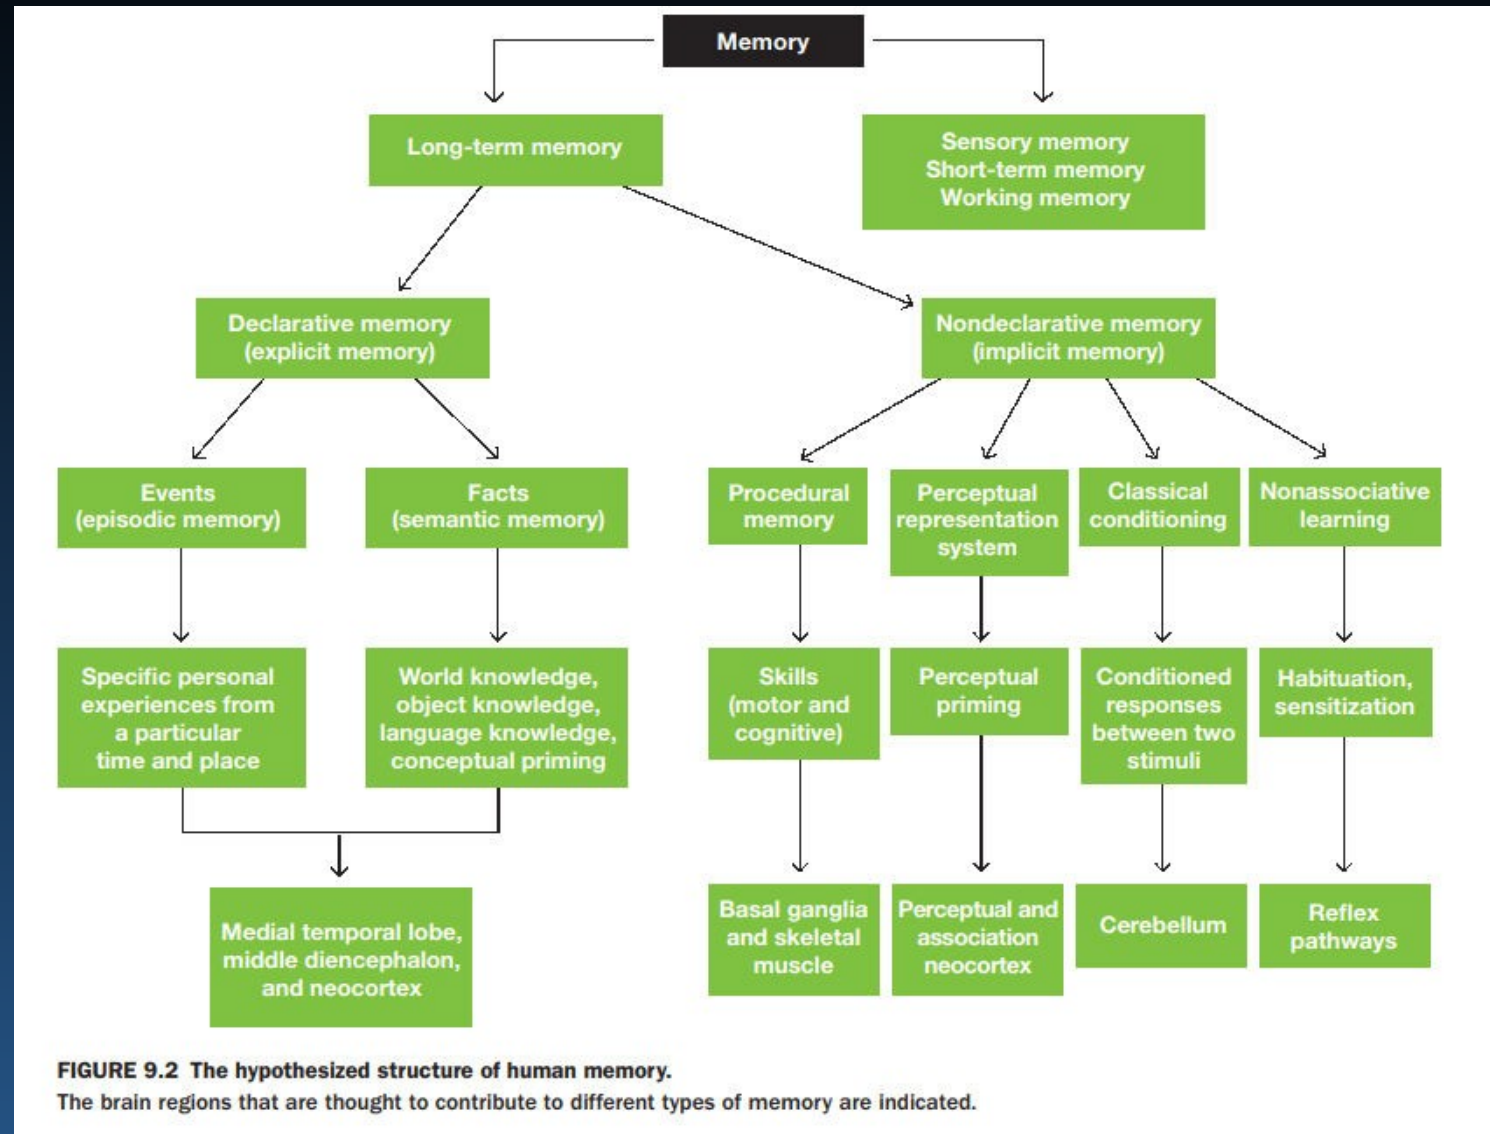 Memory
Long-term memory
Sensory memory
Short-term memory
Working memory
Declarative memory
(explicit memory)
Nondeclarative memory
(implicit memory)
Events
(episodic memory)
Facts
(semantic memory)
Procedural
memory
Perceptual
representation
system
Classical
conditioning
Nonassociative
learning
Specific personal
experiences from
a particular
time and place
World knowledge,
object knowledge,
language knowledge,
conceptual priming
Skills
(motor and
cognitive)
Perceptual
priming
Conditioned
responses
between two
stimuli
Habituation,
sensitization
Medial temporal lobe,
middle diencephalon,
and neocortex
Basal ganglia
and skeletal
muscle
Perceptual and
association
neocortex
Cerebellum
Reflex
pathways
FIGURE 9.2 The hypothesized structure of human memory.
The brain regions that are thought to contribute to different types of memory are indicated.